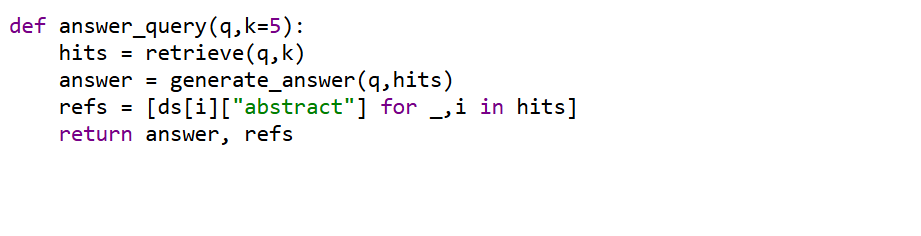 def answer_query(q,k=5):
    hits = retrieve(q,k)
    answer = generate_answer(q,hits)
    refs = [ds[i]["abstract"] for _,i in hits]
    return answer, refs